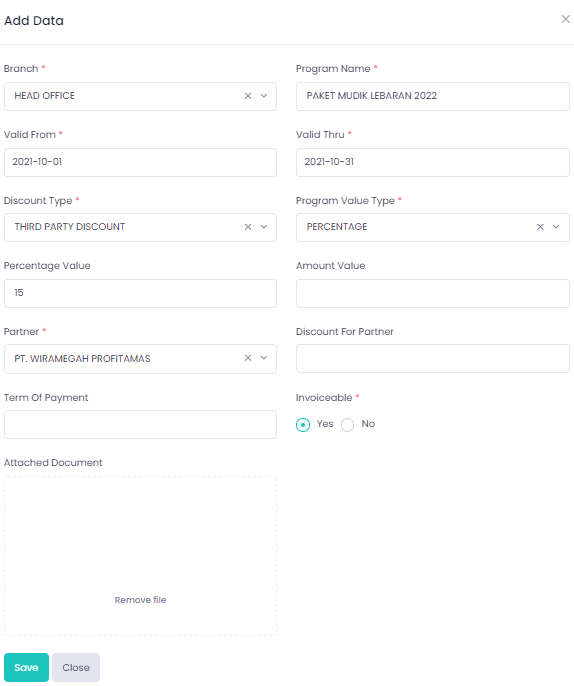 Add Data
Branch * Program Name *
HEAD OFFICE PAKET MUDIK LEBARAN 2022
Valid From * Valid Thru *
2021-10-01 2021-10-31
Discount Type * Program Value Type *
THIRD PARTY DISCOUNT PERCENTAGE
Percentage Value Amount Value
15
Partner * Discount For Partner
PT. WIRAMEGAH PROFITAMAS
Term Of Payment Invoiceable *
Yes No
Attached Document
Remove file
Save Close